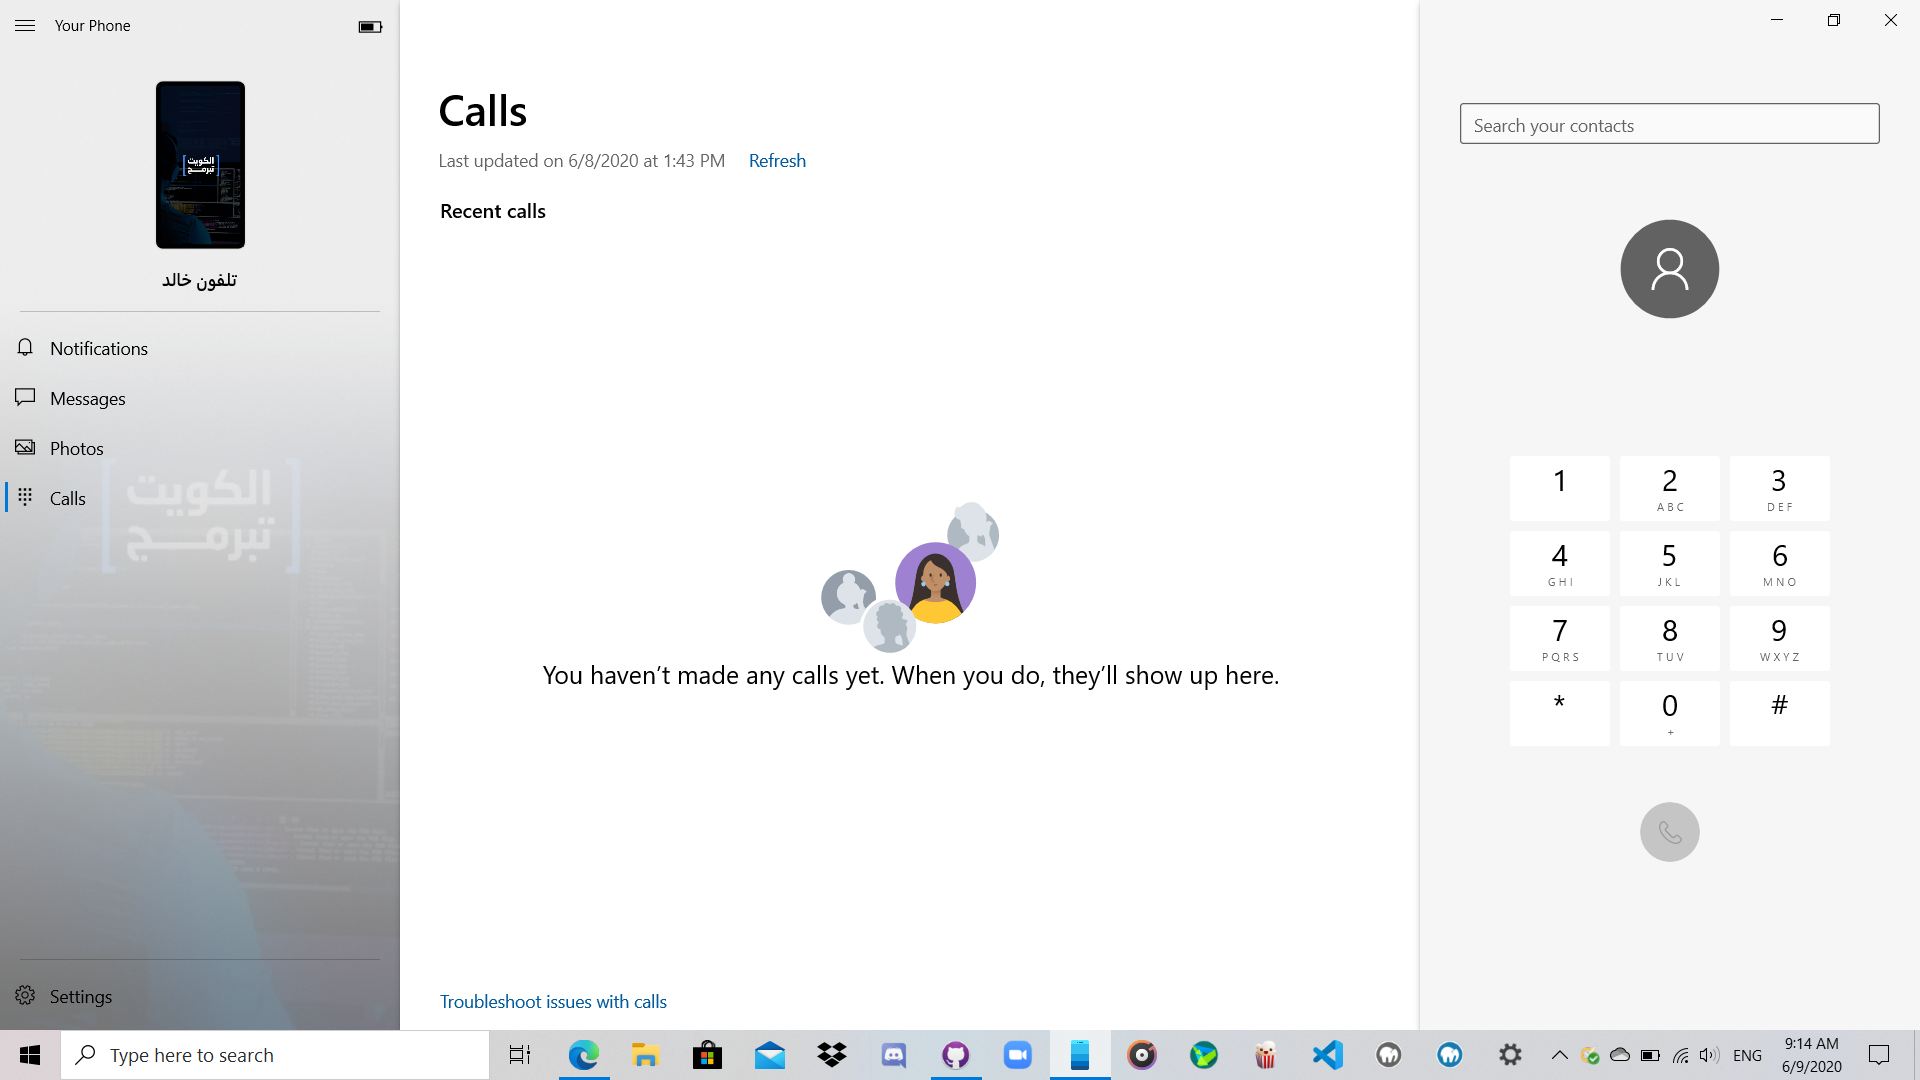 Your Phone
الكويت
تبرمج
تلفون خالد
Notifications
Messages
Photos
Calls
الكويت
تبرمج
Settings
Calls
Last updated on 6/8/2020 at 1:43 PM Refresh
Recent calls
You haven’t made any calls yet. When you do, they’ll show up here.
Troubleshoot issues with calls
Search your contacts
1 2 3
ABC DEF
4 5 6
GHI JKL MNO
7 8 9
PQRS TUV WXYZ
* 0 #
+
Type here to search
ENG
9:14 AM
6/9/2020